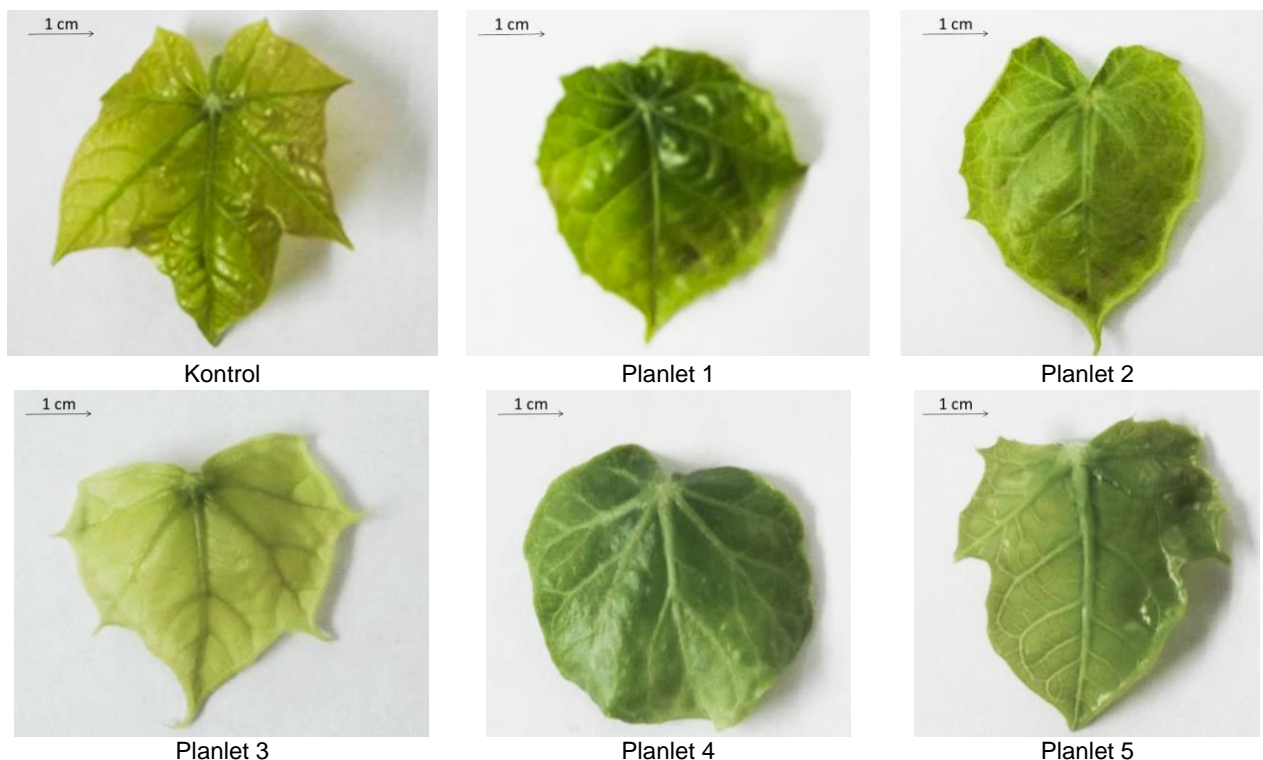 1 cm
1 cm
1 cm
Kontrol
Planlet 1
Planlet 2
1 cm
1 cm
1 cm
Planlet 3
Planlet 4
Planlet 5